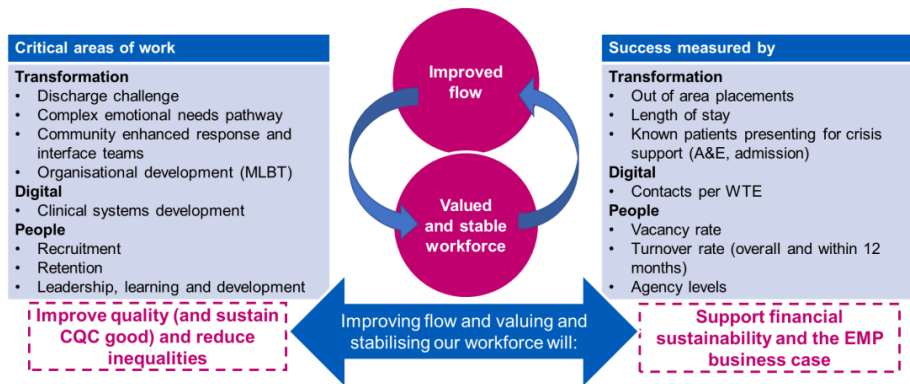 Critical areas of work
Transformation
• Discharge challenge
• Complex emotional needs pathway
• Community enhanced response and
interface teams
• Organisational development (MLBT)
Digital
• Clinical systems development
People
• Recruitment
• Retention
• Leadership, learning and development
Improved
flow
Valued
and stable
workforce
Success measured by
Transformation
• Out of area placements
• Length of stay
• Known patients presenting for crisis
support (A&E, admission)
Digital
• Contacts per WTE
People
• Vacancy rate
• Turnover rate (overall and within 12
months)
• Agency levels
Improve quality (and sustain
CQC good) and reduce
inequalities
Improving flow and valuing and
stabilising our workforce will:
Support financial
sustainability and the EMP
business case